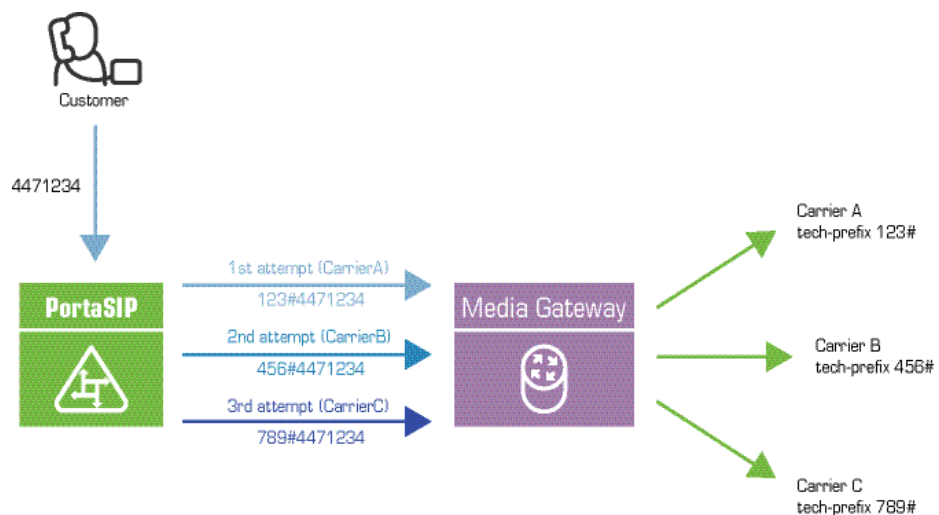 Customer
4471234
PortaSIP
1st attempt (CarrierA)
123#4471234
2nd attempt (CarrierB)
456#4471234
3rd attempt (CarrierC)
789#4471234
Media Gateway
Carrier A
tech-prefix 123#
Carrier B
tech-prefix 456#
Carrier C
tech-prefix 789#